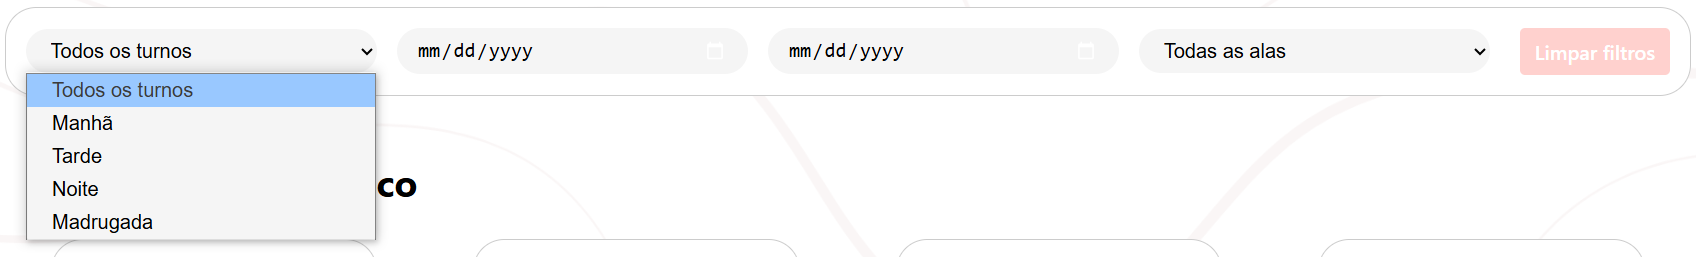 Todos os turnos
mm/dd/yyyy
mm/dd/yyyy
Todas as alas
Limpar filtros
Todos os turnos
Manhã
Tarde
Noite
Madrugada
co